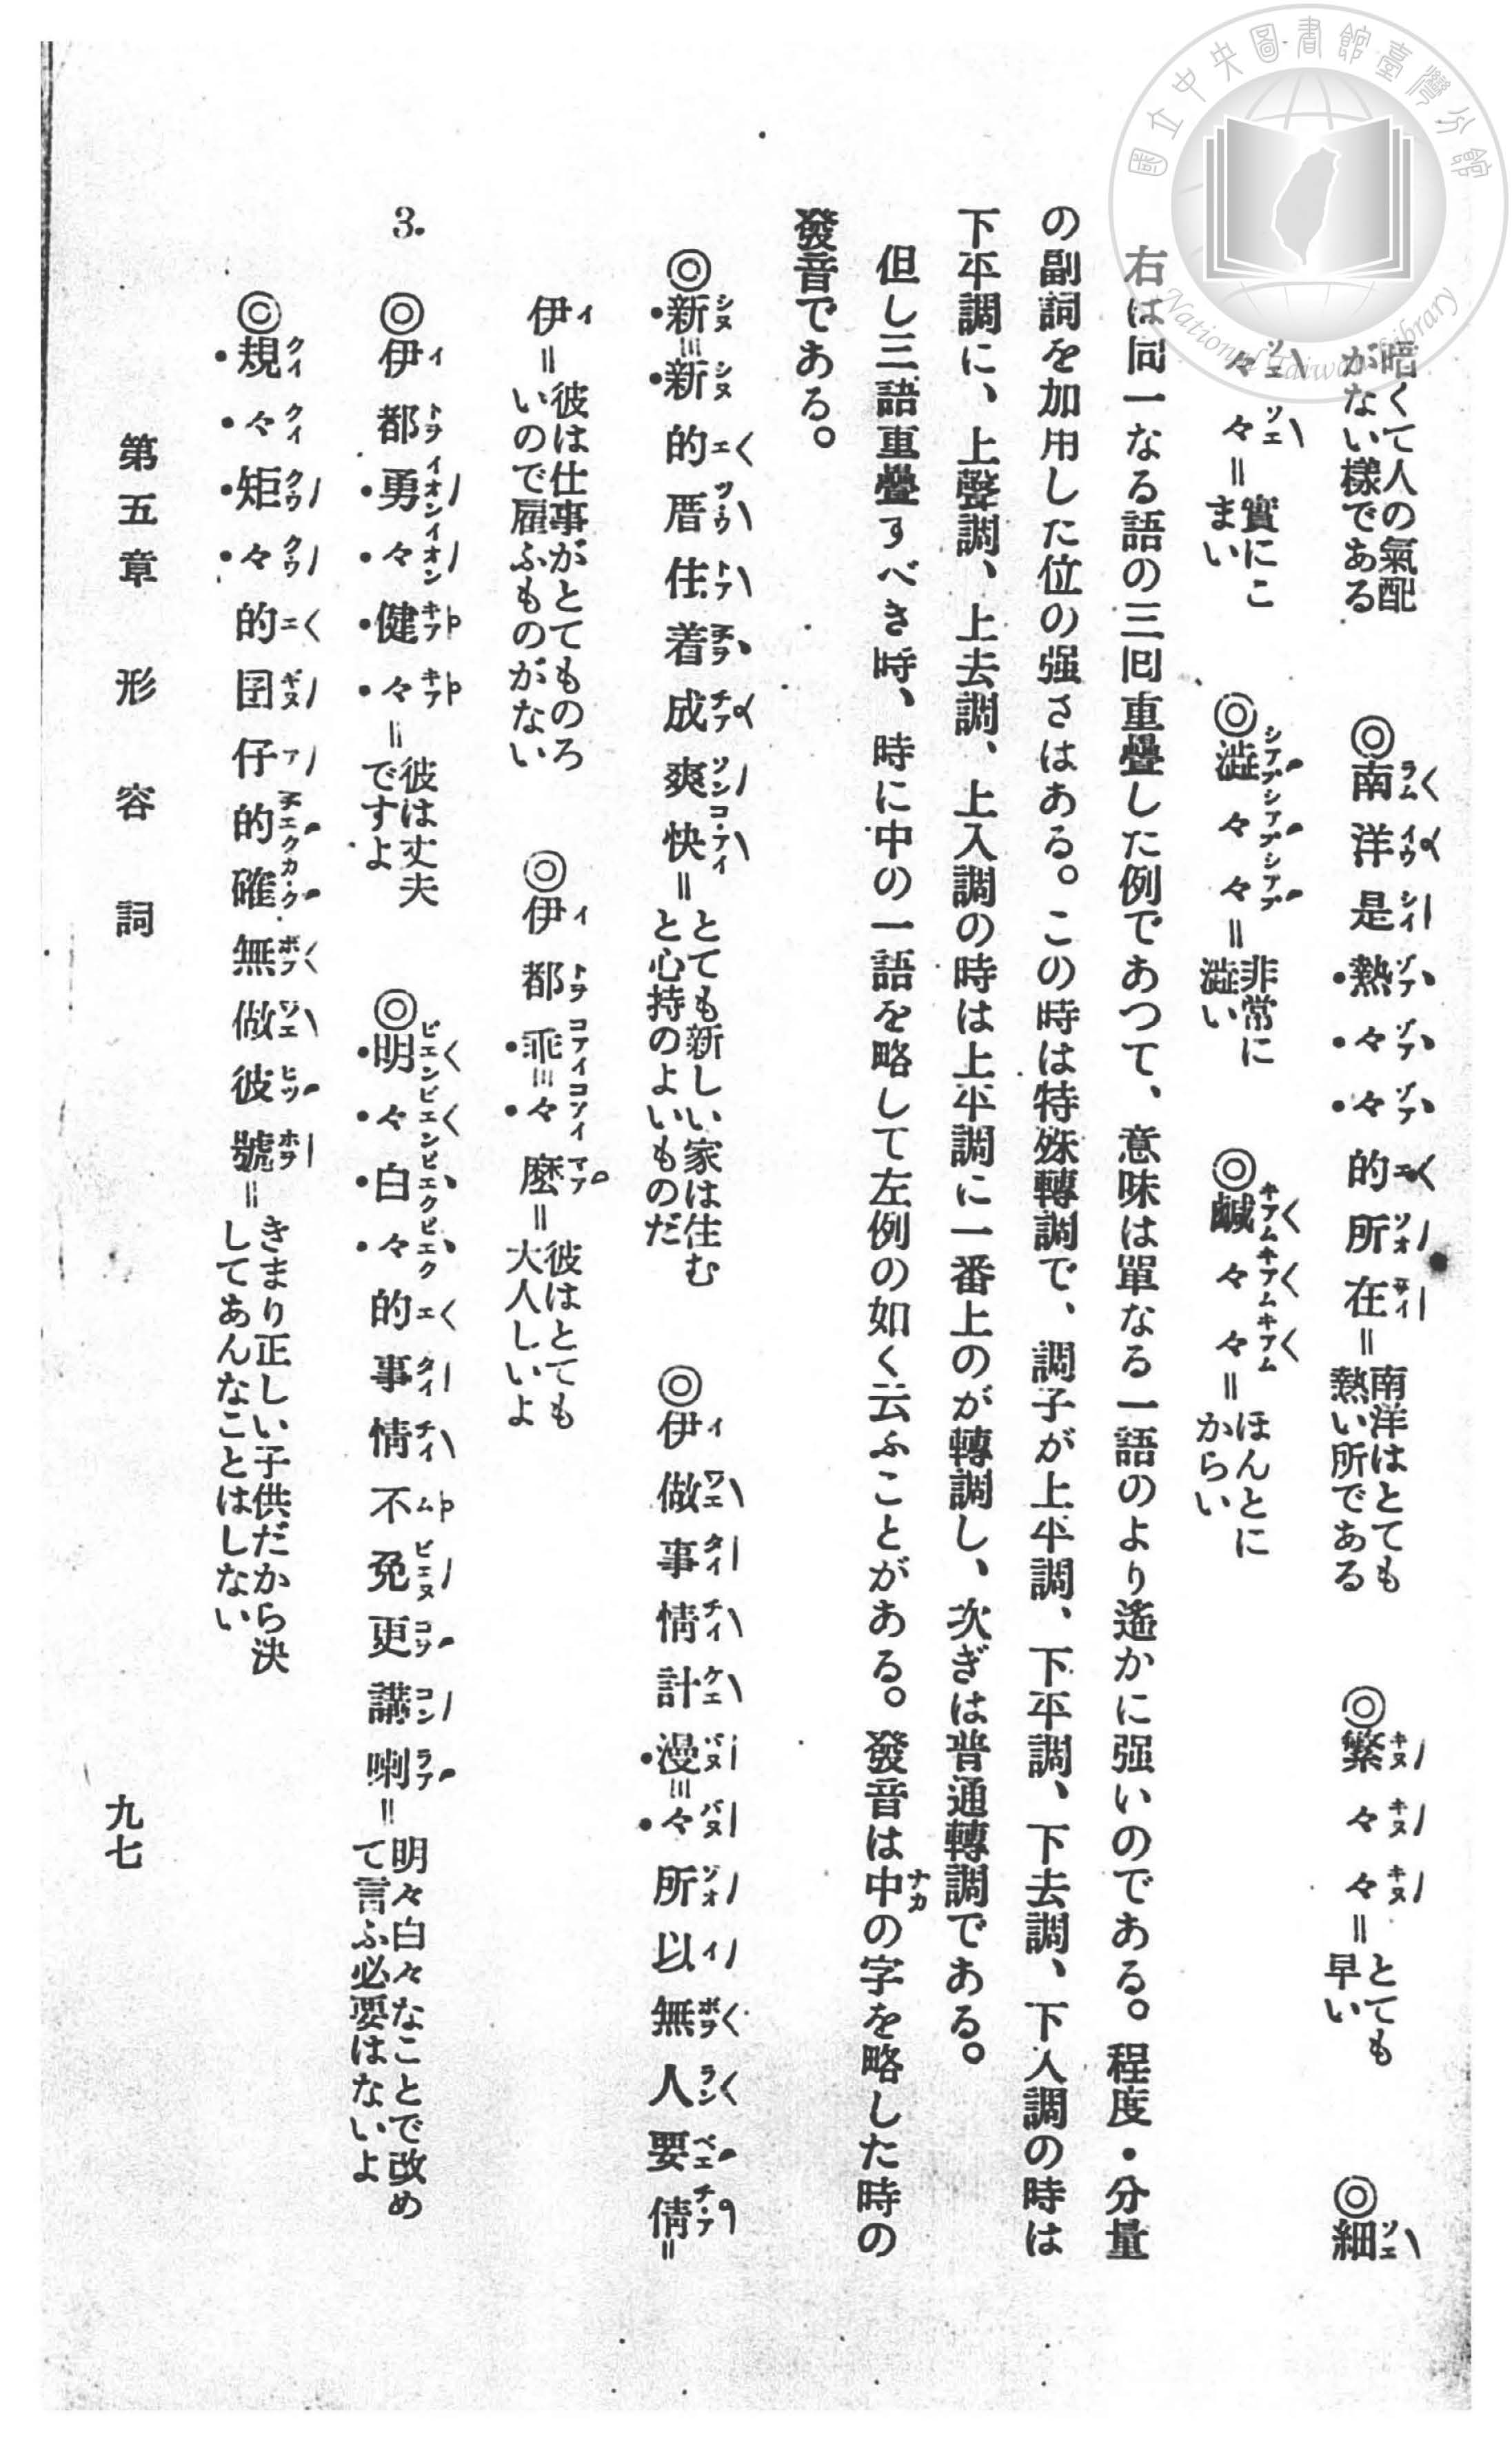 暗くて人の氣配
がない樣である
◎南洋是熱々々的所在=
南洋はとても
熱い所である
◎繁々々=
とても
早い
◎細
々々=
實にこ
まい
◎澁々々=
非常に
澁い
◎鹹々々=
ほんとに
からい
右は同一なる語の三囘重疊した例であつて、意味は單なる一語のより遙かに强いのである。程度・分量
の副詞を加用した位の强さはある。この時は特殊轉調で、調子が上平調、下平調、下去調、下入調の時は
下平調に、上聲調、上去調、上入調の時は上平調に一番上のが轉調し、次ぎは普通轉調である。
但し三語重疊すべき時、時に中の一語を略して左例の如く云ふことがある。發音は中の字を略した時の
發音である。
◎新≡新的厝住着成爽快=
とても新しい家は住む
と心持のよいものだ
◎伊做事情計漫≡々所以無人要倩=
伊=
彼は仕事がとてものろ
いので雇ふものがない
◎伊都乖≡々麽=
彼はとても
大人しいよ
3.
◎伊都勇々健々=
彼は丈夫
ですよ
◎明々白々的事情不免更講喇=
明々白々なことで改め
て言ふ必要はないよ
◎規々矩々的囝仔的確無做彼號=
きまり正しい子供だから決
してあんなことはしない
第五章 形容詞
九七
國立中央圖書館臺灣分館
National Taiwan Library